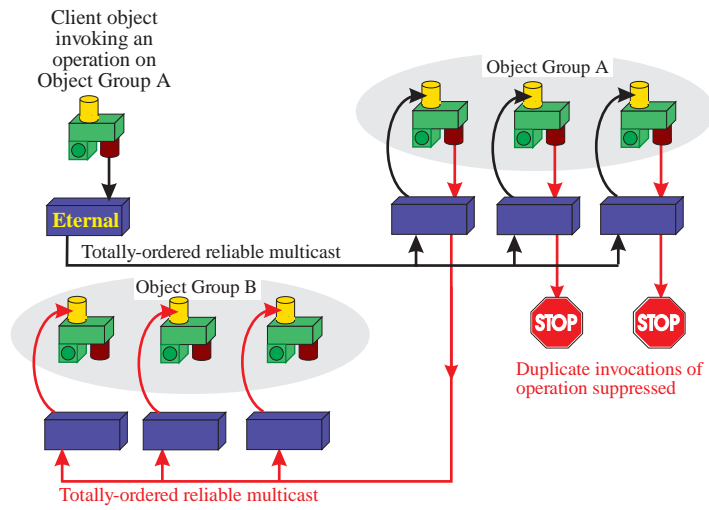 Client object
invoking an
operation on
Object Group A
Object Group A
Eternal
Totally-ordered reliable multicast
Object Group B
STOP
STOP
Duplicate invocations of
operation suppressed
Totally-ordered reliable multicast